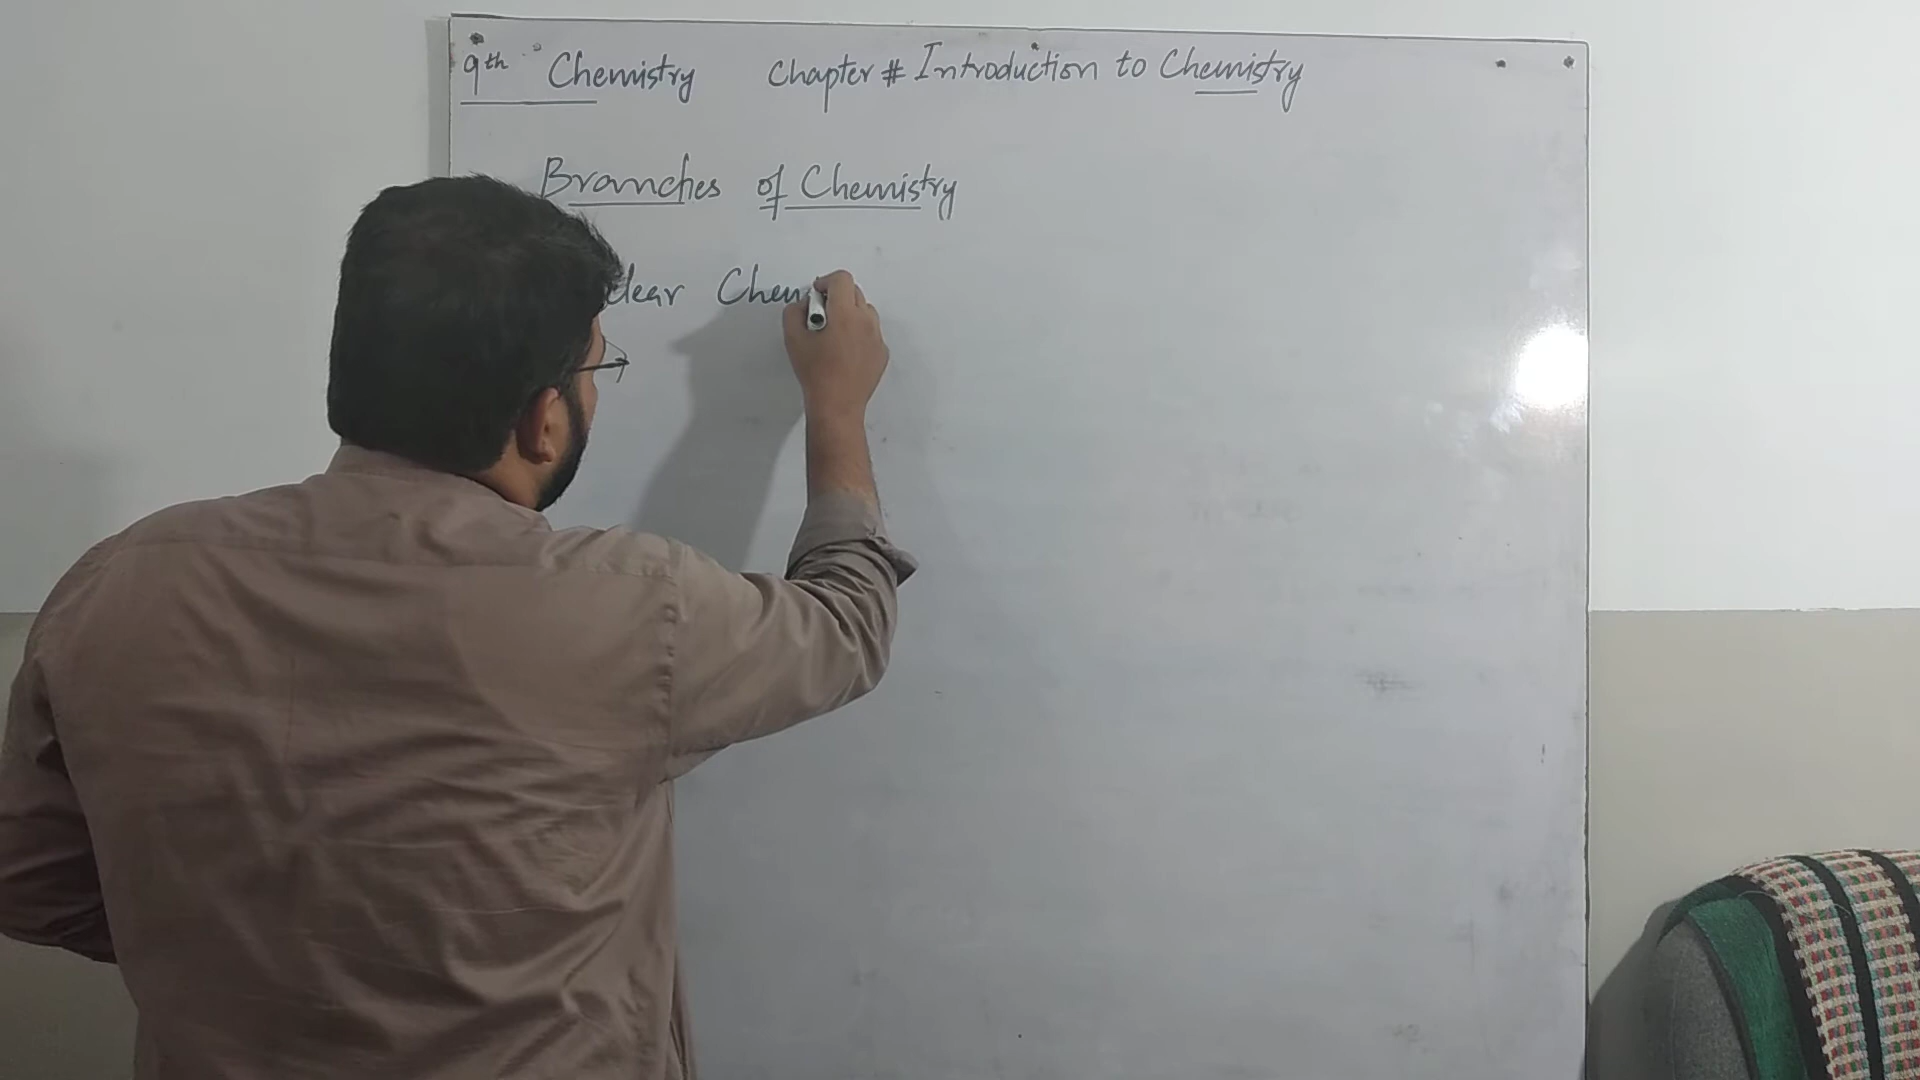 9th Chemistry Chapter # Introduction to Chemistry
Branches of Chemistry
clear Chem